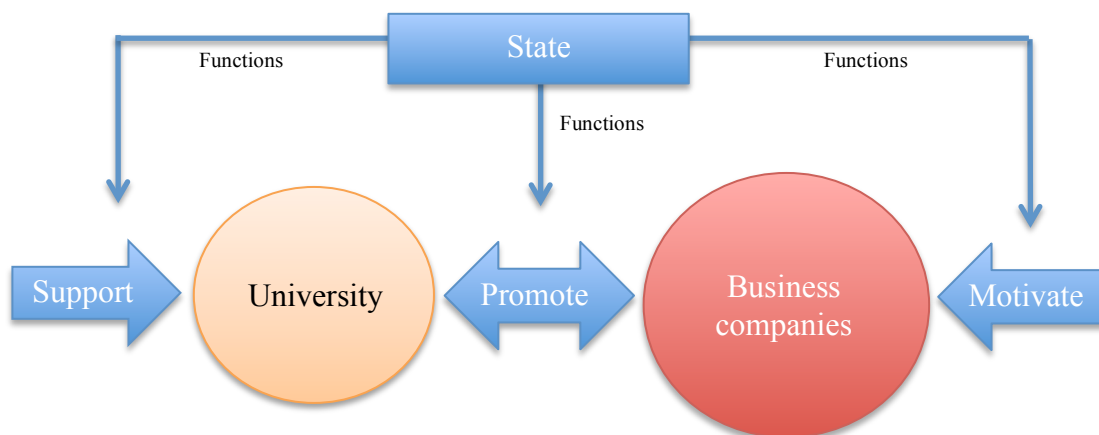 State
Functions
Functions
Functions
Support
University
Promote
Business
companies
Motivate